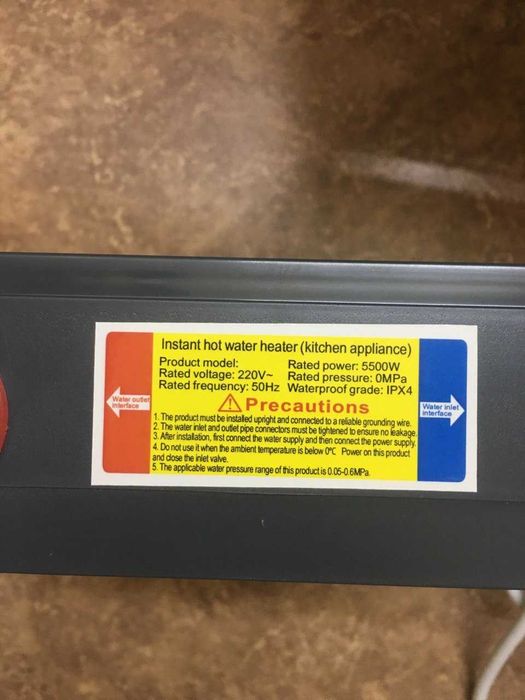 Instant hot water heater (kitchen appliance)
Product model: Rated power: 5500W
Rated voltage: 220V~ Rated pressure: 0MPa
Rated frequency: 50Hz Waterproof grade: IPX4
Precautions
Water outlet
interface
Water inlet
interface
1. The product must be installed upright and connected to a reliable grounding wire.
2. The water inlet and outlet pipe connectors must be tightened to ensure no leakage.
3. After installation, first connect the water supply and then connect the power supply.
4. Do not use it when the ambient temperature is below 0℃ Power on this product
and close the inlet valve.
5. The applicable water pressure range of this product is 0.05-0.6MPa.